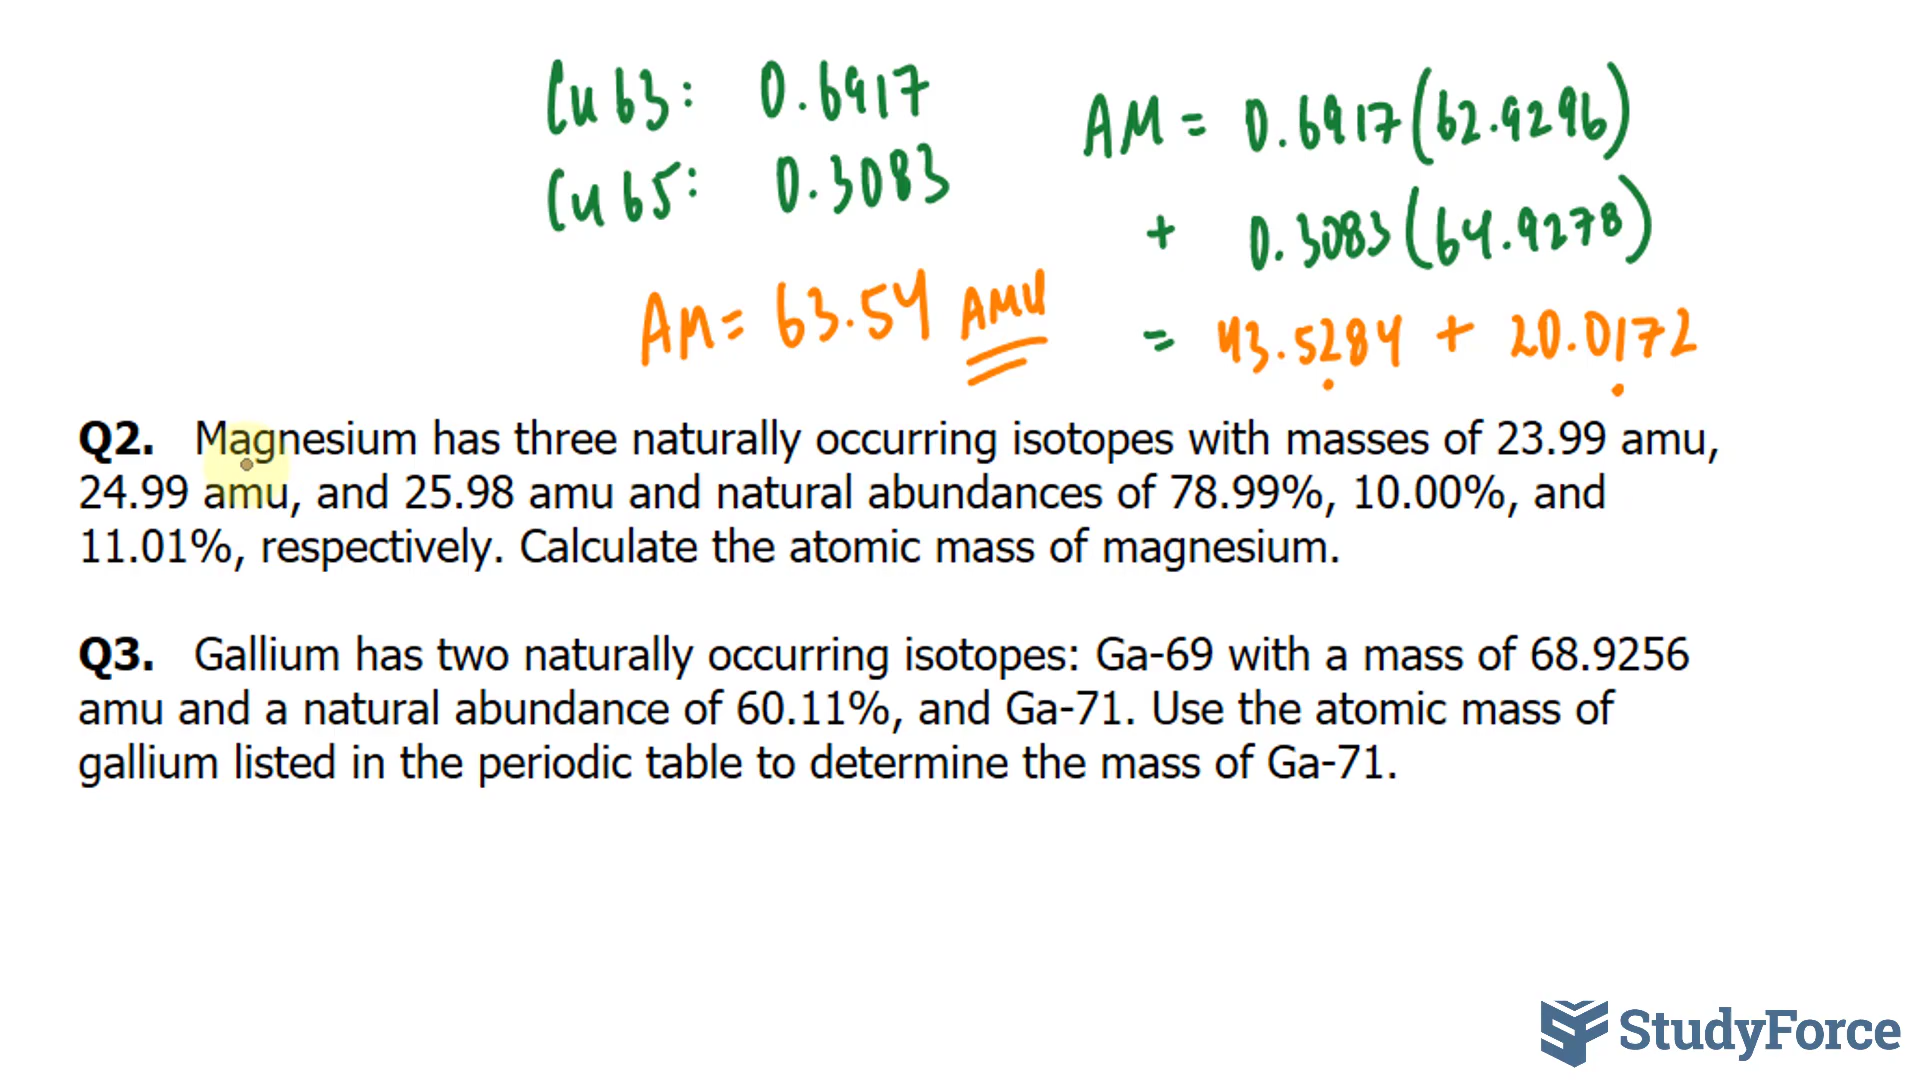 Cu 63: 0.6917
Cu 65: 0.3083
AM = 0.6917(62.9296)
+ 0.3083(64.9278)
= 43.5284 + 20.0172
AM = 63.54 AMU
Q2. Magnesium has three naturally occurring isotopes with masses of 23.99 amu,
24.99 amu, and 25.98 amu and natural abundances of 78.99%, 10.00%, and
11.01%, respectively. Calculate the atomic mass of magnesium.
Q3. Gallium has two naturally occurring isotopes: Ga-69 with a mass of 68.9256
amu and a natural abundance of 60.11%, and Ga-71. Use the atomic mass of
gallium listed in the periodic table to determine the mass of Ga-71.
StudyForce